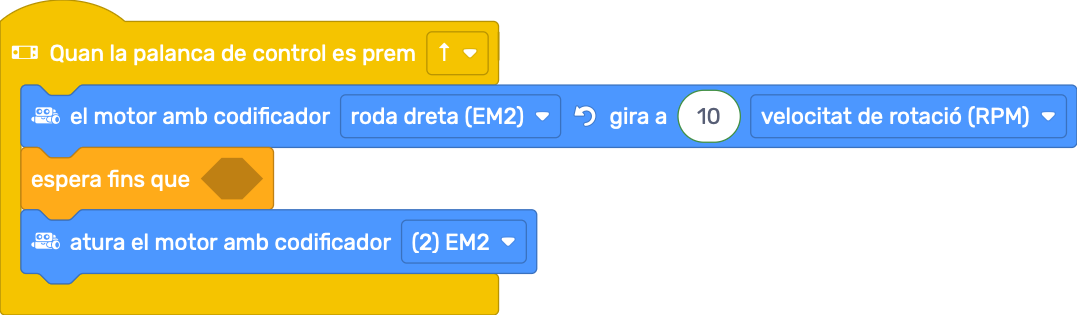 Quan la palanca de control es prem ↑
el motor amb codificador roda dreta (EM2) gira a 10 velocitat de rotació (RPM)
espera fins que
atura el motor amb codificador (2) EM2